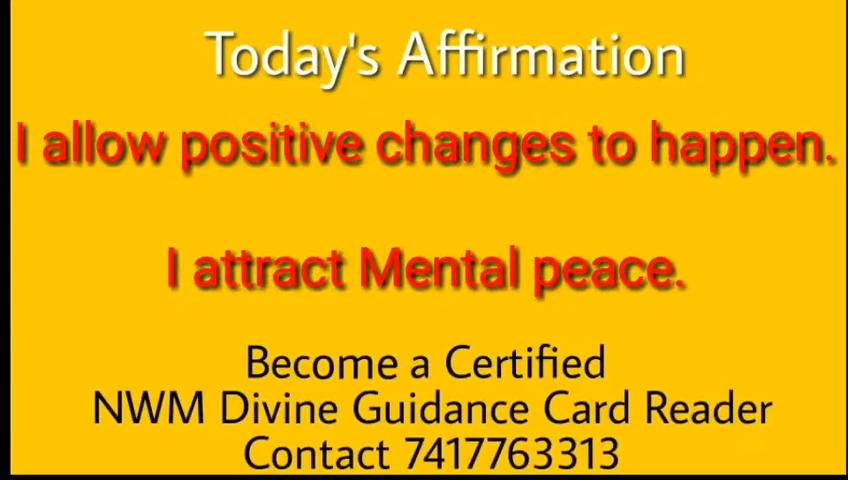 Today's Affirmation
I allow positive changes to happen.
I attract Mental peace.
Become a Certified
NWM Divine Guidance Card Reader
Contact 7417763313